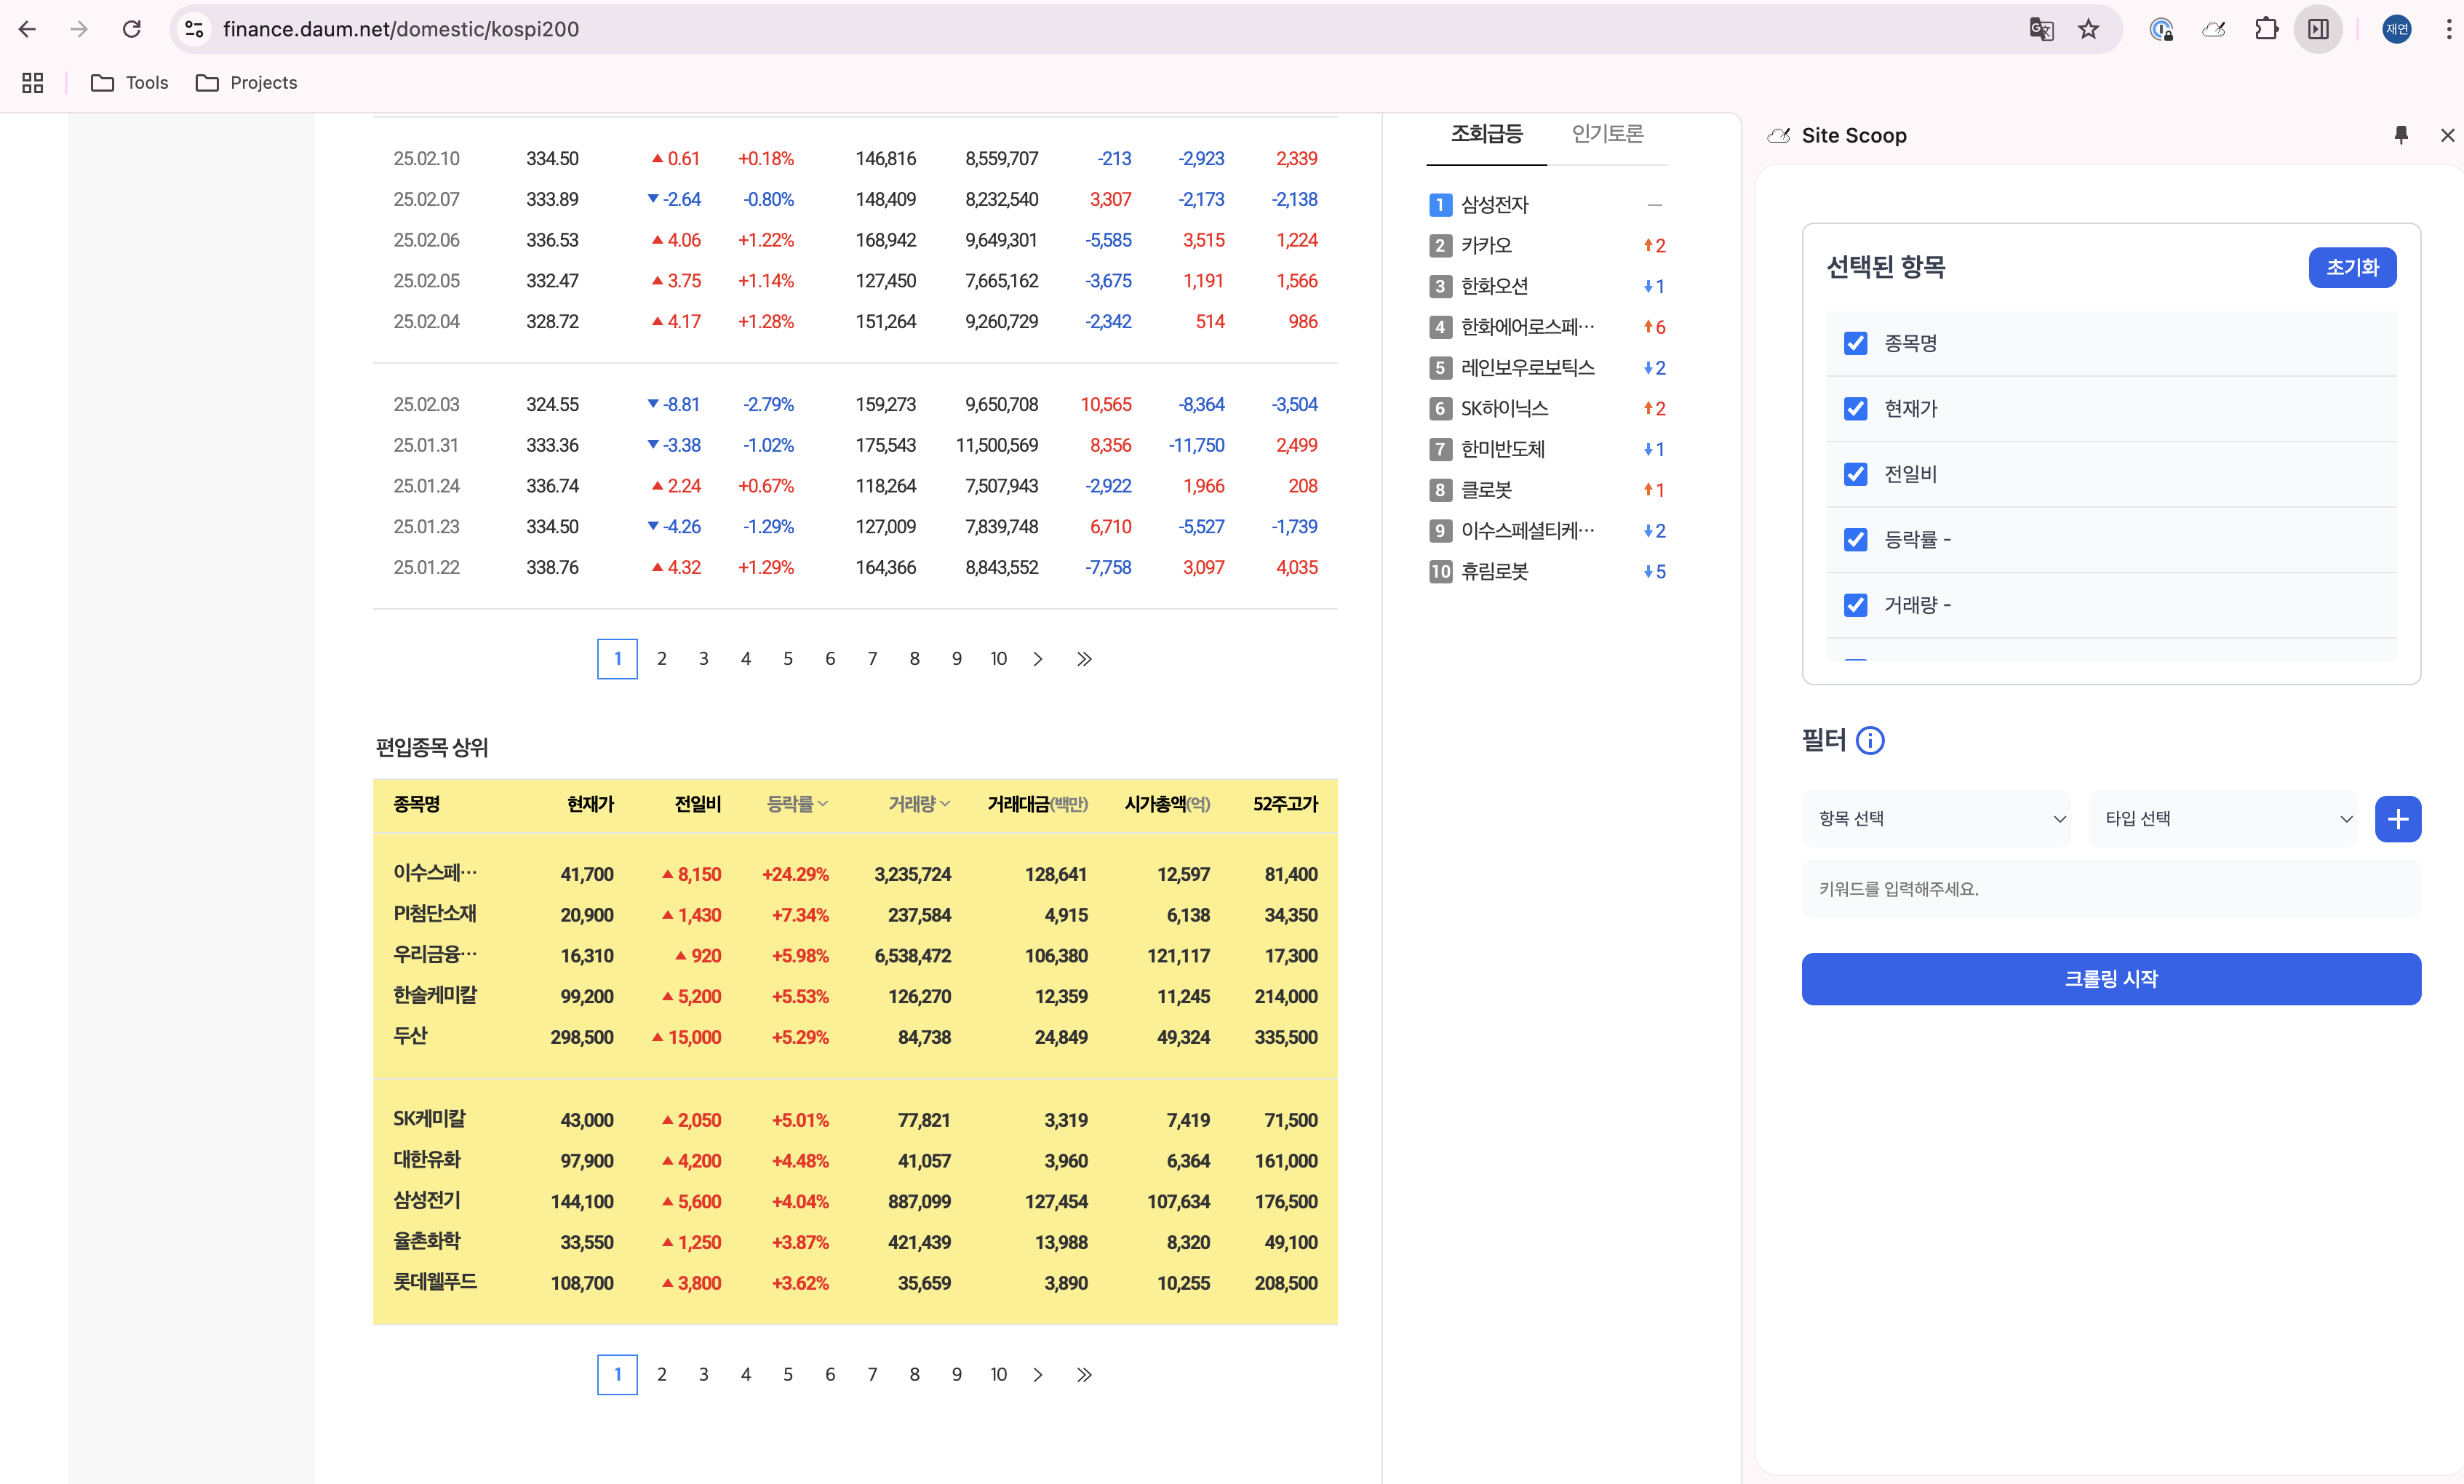 finance.daum.net/domestic/kospi200
재연
Tools Projects
25.02.10 334.50 ▲ 0.61 +0.18% 146,816 8,559,707 -213 -2,923 2,339
25.02.07 333.89 ▼ -2.64 -0.80% 148,409 8,232,540 3,307 -2,173 -2,138
25.02.06 336.53 ▲ 4.06 +1.22% 168,942 9,649,301 -5,585 3,515 1,224
25.02.05 332.47 ▲ 3.75 +1.14% 127,450 7,665,162 -3,675 1,191 1,566
25.02.04 328.72 ▲ 4.17 +1.28% 151,264 9,260,729 -2,342 514 986
25.02.03 324.55 ▼ -8.81 -2.79% 159,273 9,650,708 10,565 -8,364 -3,504
25.01.31 333.36 ▼ -3.38 -1.02% 175,543 11,500,569 8,356 -11,750 2,499
25.01.24 336.74 ▲ 2.24 +0.67% 118,264 7,507,943 -2,922 1,966 208
25.01.23 334.50 ▼ -4.26 -1.29% 127,009 7,839,748 6,710 -5,527 -1,739
25.01.22 338.76 ▲ 4.32 +1.29% 164,366 8,843,552 -7,758 3,097 4,035
1 2 3 4 5 6 7 8 9 10
편입종목 상위
종목명 현재가 전일비 등락률 거래량 거래대금(백만) 시가총액(억) 52주고가
이수스페··· 41,700 ▲ 8,150 +24.29% 3,235,724 128,641 12,597 81,400
PI첨단소재 20,900 ▲ 1,430 +7.34% 237,584 4,915 6,138 34,350
우리금융··· 16,310 ▲ 920 +5.98% 6,538,472 106,380 121,117 17,300
한솔케미칼 99,200 ▲ 5,200 +5.53% 126,270 12,359 11,245 214,000
두산 298,500 ▲ 15,000 +5.29% 84,738 24,849 49,324 335,500
SK케미칼 43,000 ▲ 2,050 +5.01% 77,821 3,319 7,419 71,500
대한유화 97,900 ▲ 4,200 +4.48% 41,057 3,960 6,364 161,000
삼성전기 144,100 ▲ 5,600 +4.04% 887,099 127,454 107,634 176,500
율촌화학 33,550 ▲ 1,250 +3.87% 421,439 13,988 8,320 49,100
롯데웰푸드 108,700 ▲ 3,800 +3.62% 35,659 3,890 10,255 208,500
1 2 3 4 5 6 7 8 9 10
조회급등 인기토론
1 삼성전자 —
2 카카오 ↑2
3 한화오션 ↓1
4 한화에어로스페··· ↑6
5 레인보우로보틱스 ↓2
6 SK하이닉스 ↑2
7 한미반도체 ↓1
8 클로봇 ↑1
9 이수스페셜티케··· ↓2
10 휴림로봇 ↓5
Site Scoop
선택된 항목 초기화
종목명
현재가
전일비
등락률 -
거래량 -
필터
항목 선택 타입 선택
키워드를 입력해주세요.
크롤링 시작